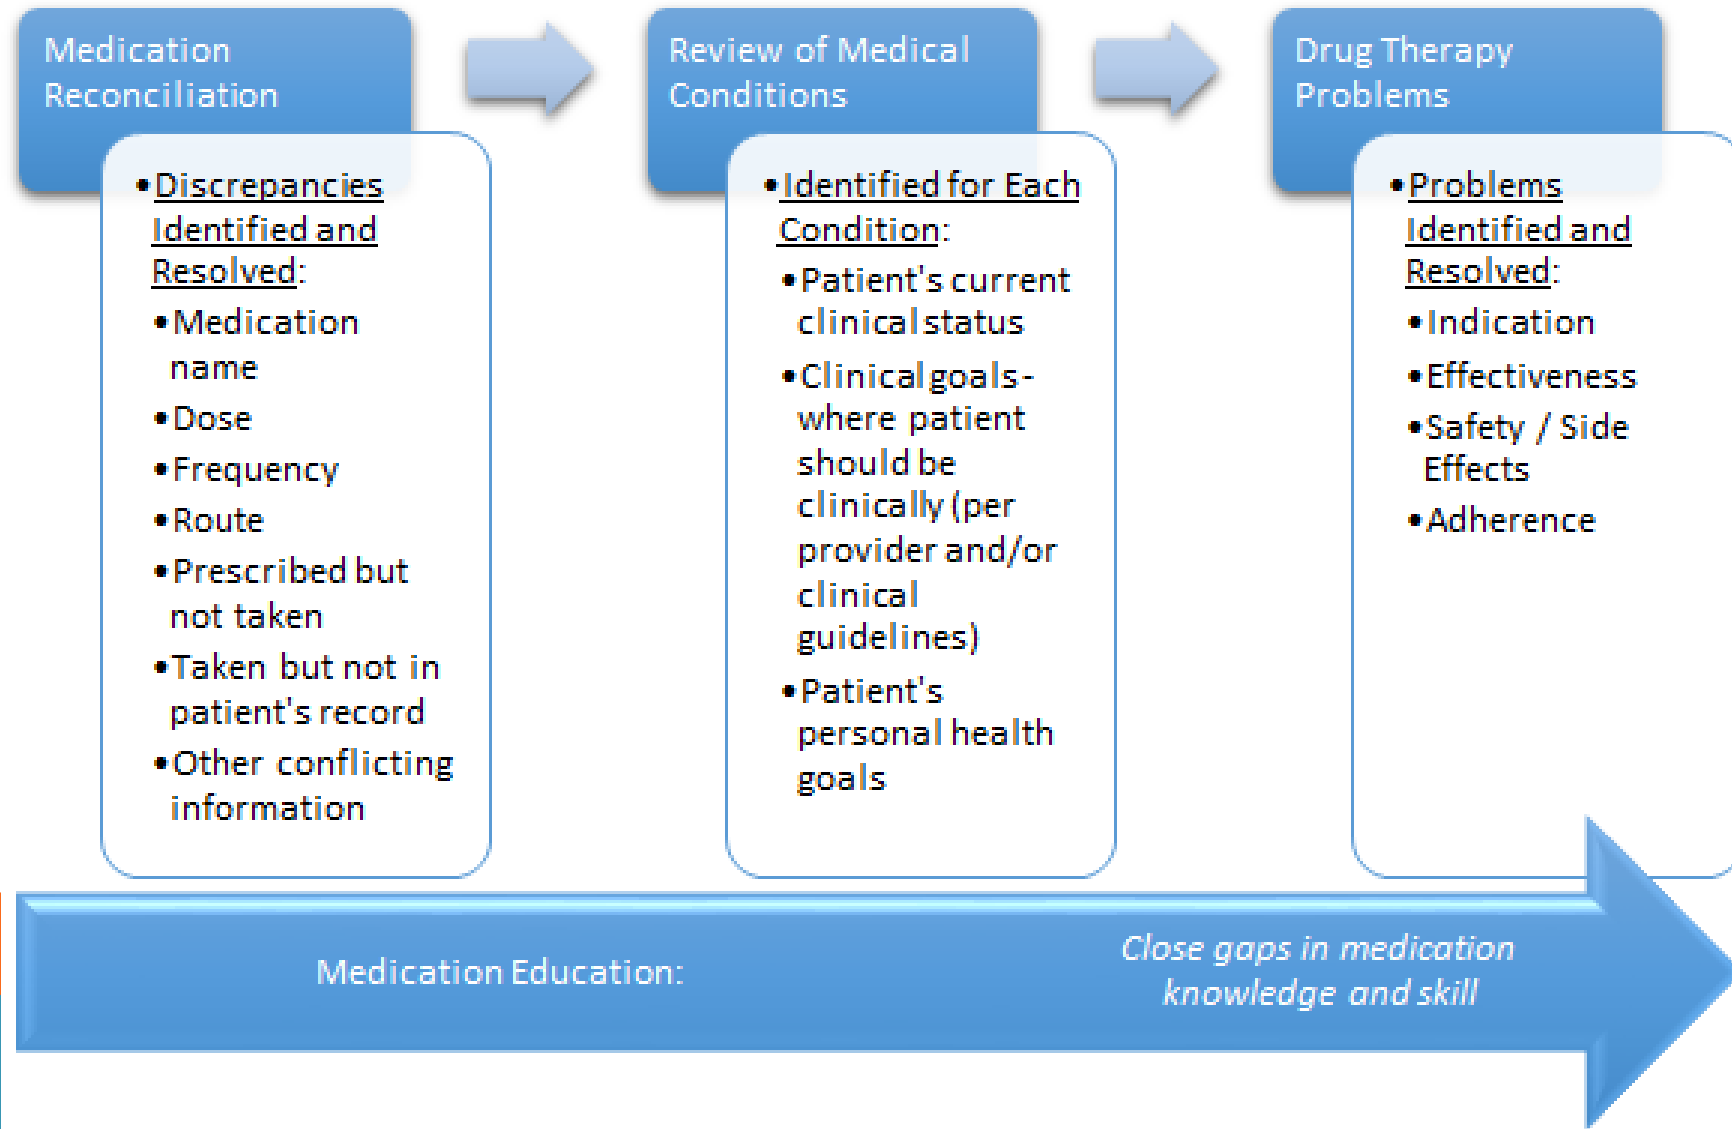 Medication
Reconciliation
•Discrepancies
Identified and
Resolved:
•Medication
name
•Dose
•Frequency
•Route
•Prescribed but
not taken
•Taken but not in
patient's record
•Other conflicting
information
Review of Medical
Conditions
•Identified for Each
Condition:
•Patient's current
clinical status
•Clinical goals -
where patient
should be
clinically (per
provider and/or
clinical
guidelines)
•Patient's
personal health
goals
Drug Therapy
Problems
•Problems
Identified and
Resolved:
•Indication
•Effectiveness
•Safety / Side
Effects
•Adherence
Medication Education:
Close gaps in medication
knowledge and skill